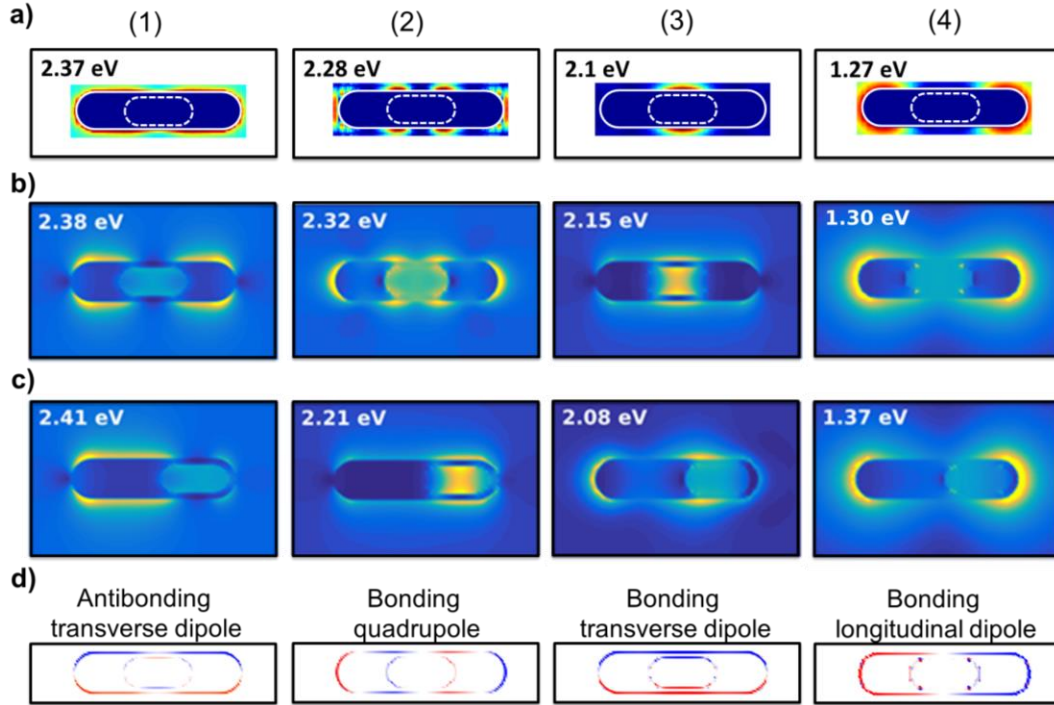 a)
(1)
(2)
(3)
(4)
2.37 eV
2.28 eV
2.1 eV
1.27 eV
b)
2.38 eV
2.32 eV
2.15 eV
1.30 eV
c)
2.41 eV
2.21 eV
2.08 eV
1.37 eV
d)
Antibonding
transverse dipole
Bonding
quadrupole
Bonding
transverse dipole
Bonding
longitudinal dipole